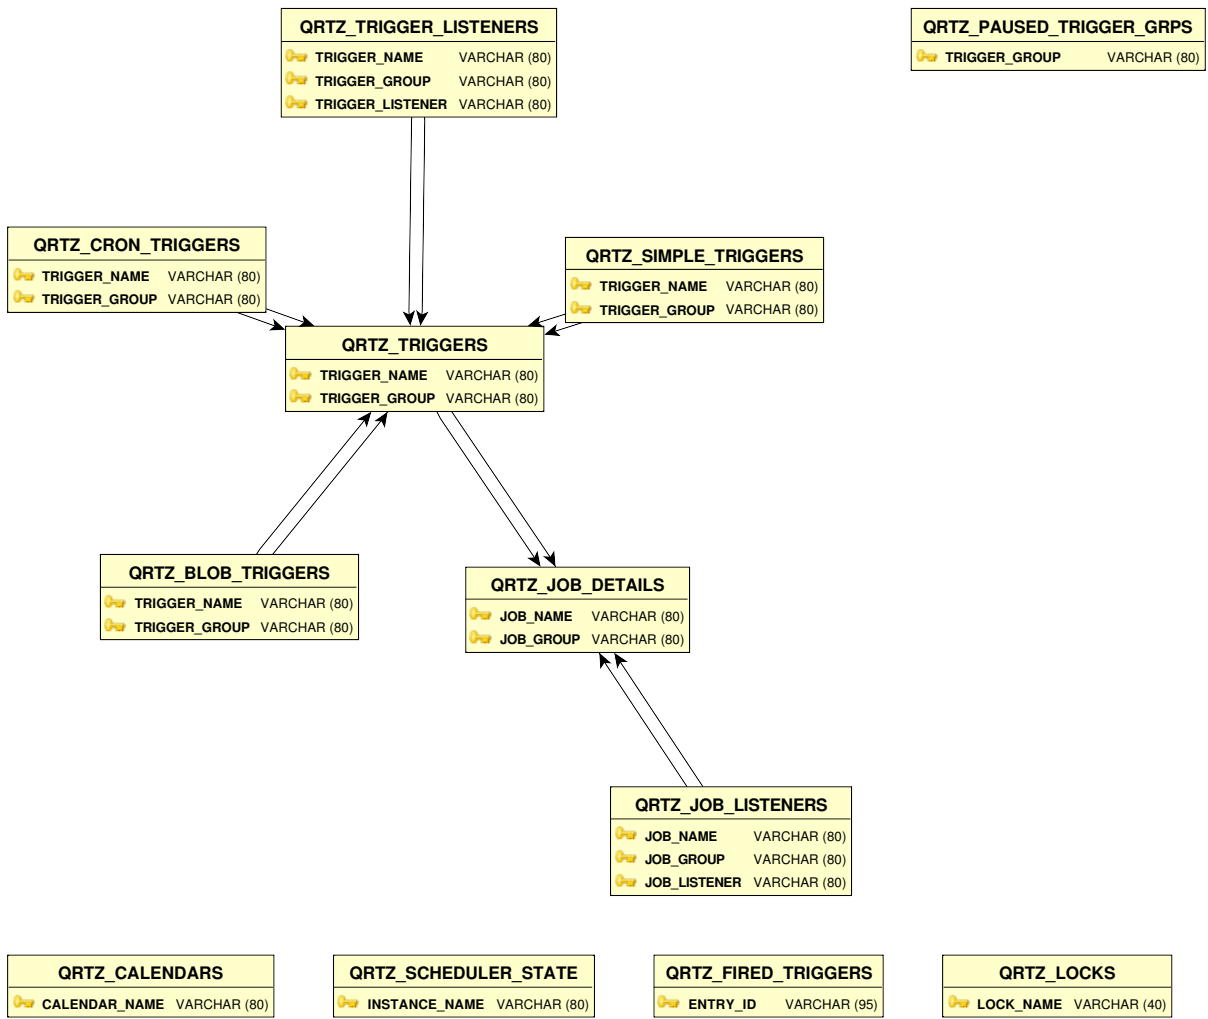 QRTZ_TRIGGER_LISTENERS
TRIGGER_NAME VARCHAR (80)
TRIGGER_GROUP VARCHAR (80)
TRIGGER_LISTENER VARCHAR (80)
QRTZ_PAUSED_TRIGGER_GRPS
TRIGGER_GROUP VARCHAR (80)
QRTZ_CRON_TRIGGERS
TRIGGER_NAME VARCHAR (80)
TRIGGER_GROUP VARCHAR (80)
QRTZ_SIMPLE_TRIGGERS
TRIGGER_NAME VARCHAR (80)
TRIGGER_GROUP VARCHAR (80)
QRTZ_TRIGGERS
TRIGGER_NAME VARCHAR (80)
TRIGGER_GROUP VARCHAR (80)
QRTZ_BLOB_TRIGGERS
TRIGGER_NAME VARCHAR (80)
TRIGGER_GROUP VARCHAR (80)
QRTZ_JOB_DETAILS
JOB_NAME VARCHAR (80)
JOB_GROUP VARCHAR (80)
QRTZ_JOB_LISTENERS
JOB_NAME VARCHAR (80)
JOB_GROUP VARCHAR (80)
JOB_LISTENER VARCHAR (80)
QRTZ_CALENDARS
CALENDAR_NAME VARCHAR (80)
QRTZ_SCHEDULER_STATE
INSTANCE_NAME VARCHAR (80)
QRTZ_FIRED_TRIGGERS
ENTRY_ID VARCHAR (95)
QRTZ_LOCKS
LOCK_NAME VARCHAR (40)